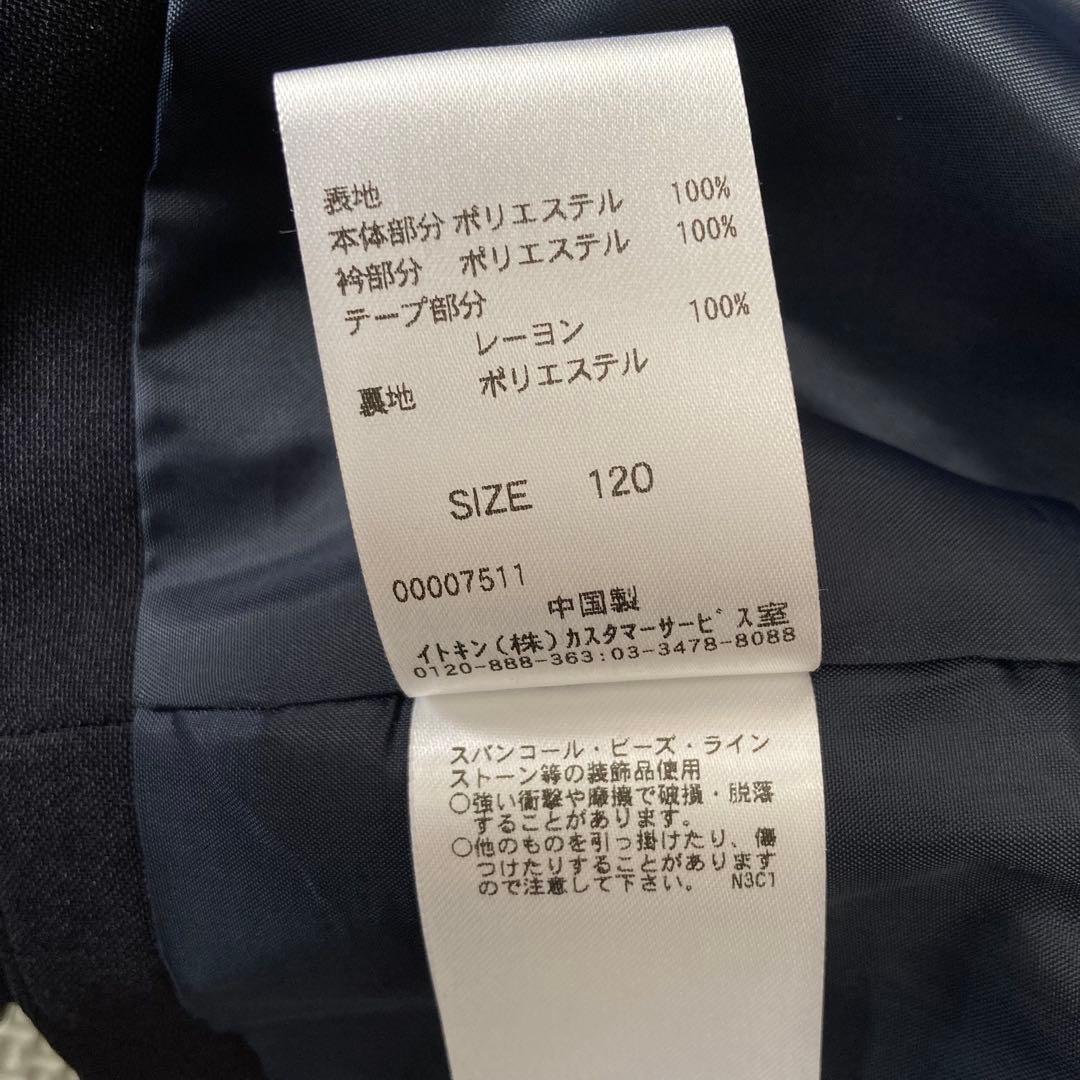 表地
本体部分 ポリエステル 100%
衿部分 ポリエステル 100%
テープ部分
レーヨン 100%
裏地 ポリエステル
SIZE 120
00007511
中国製
イトキン(株)カスタマーサービス室
0120-888-363:03-3478-8088
スパンコール・ビーズ・ライン
ストーン等の装飾品使用
○強い衝撃や摩擦で破損・脱落
することがあります。
○他のものを引っ掛けたり、傷
つけたりすることがあります
ので注意して下さい。 N3C1